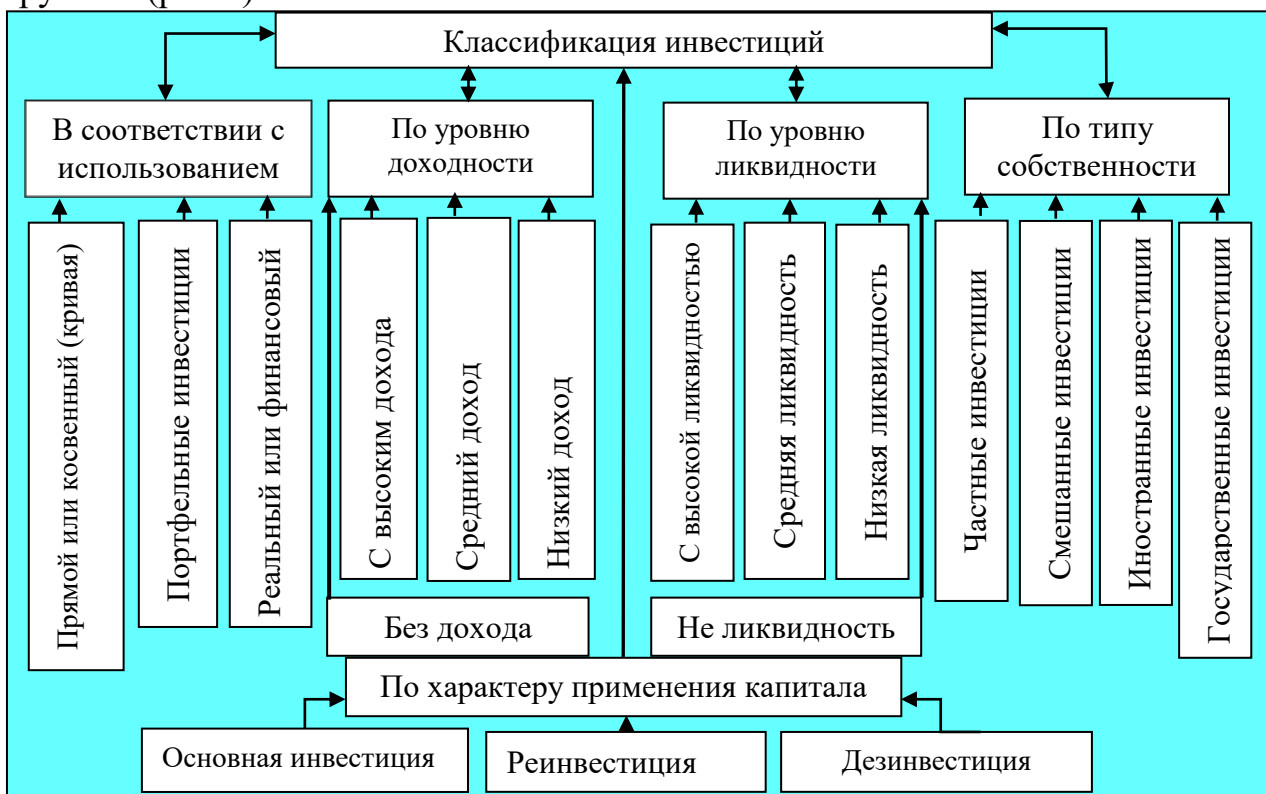 Классификация инвестиций
В соответствии с
использованием
По уровню
доходности
По уровню
ликвидности
По типу
собственности
Прямой или косвенный (кривая)
Портфельные инвестиции
Реальный или финансовый
С высоким дохода
Средний доход
Низкий доход
С высокой ликвидностью
Средняя ликвидность
Низкая ликвидность
Частные инвестиции
Смешанные инвестиции
Иностранные инвестиции
Государственные инвестиции
Без дохода
Не ликвидность
По характеру применения капитала
Основная инвестиция
Реинвестиция
Дезинвестиция